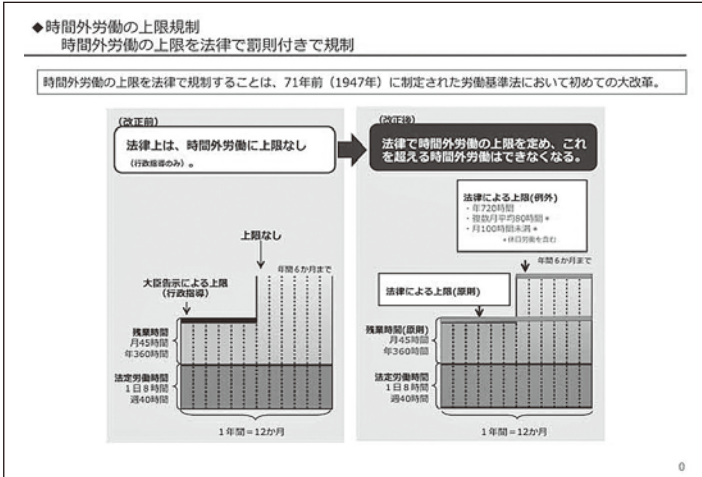 ◆時間外労働の上限規制
時間外労働の上限を法律で罰則付きで規制
時間外労働の上限を法律で規制することは、71年前(1947年)に制定された労働基準法において初めての大改革。
(改正前)
法律上は、時間外労働に上限なし
(行政指導のみ)。
上限なし
年間6か月まで
大臣告示による上限
(行政指導)
残業時間
月45時間
年360時間
法定労働時間
1日8時間
週40時間
1年間=12か月
(改正後)
法律で時間外労働の上限を定め、これ
を超える時間外労働はできなくなる。
法律による上限(例外)
・年720時間
・複数月平均80時間*
・月100時間未満*
*休日労働を含む
年間6か月まで
法律による上限(原則)
残業時間(原則)
月45時間
年360時間
法定労働時間
1日8時間
週40時間
1年間=12か月
0